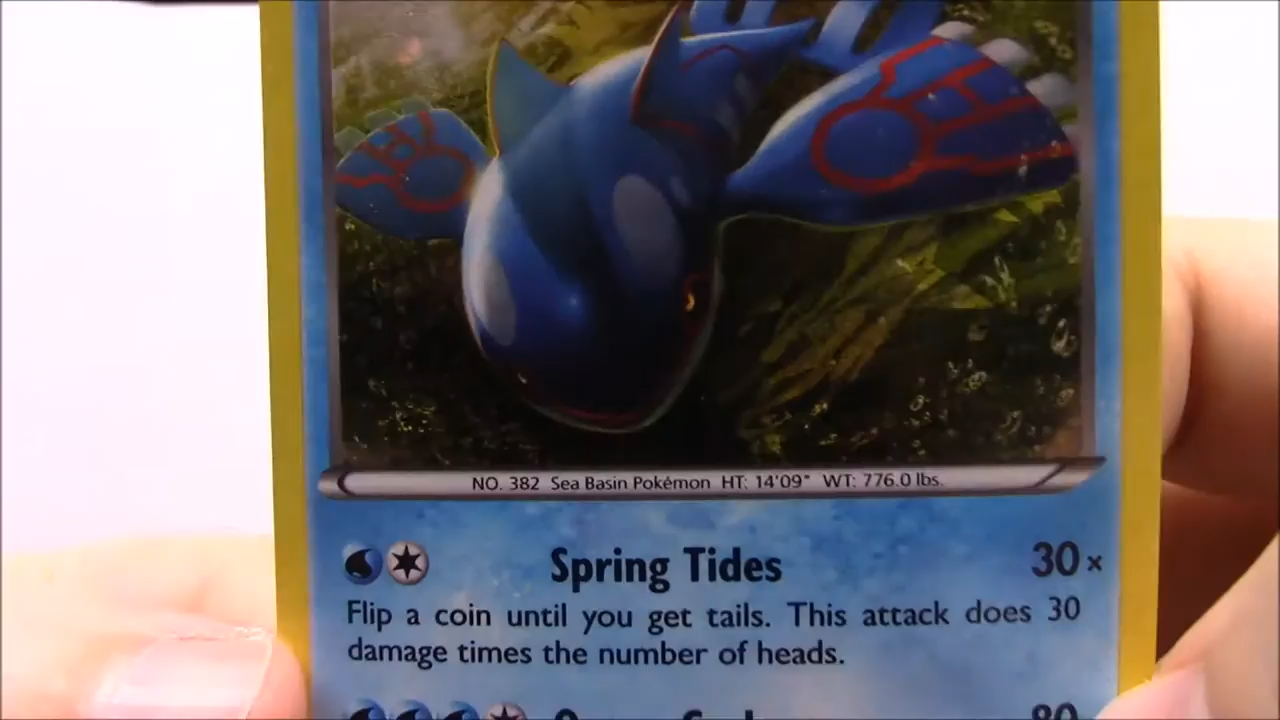 NO. 382 Sea Basin Pokémon HT: 14'09" WT: 776.0 lbs.
Spring Tides 30×
Flip a coin until you get tails. This attack does 30
damage times the number of heads.
80